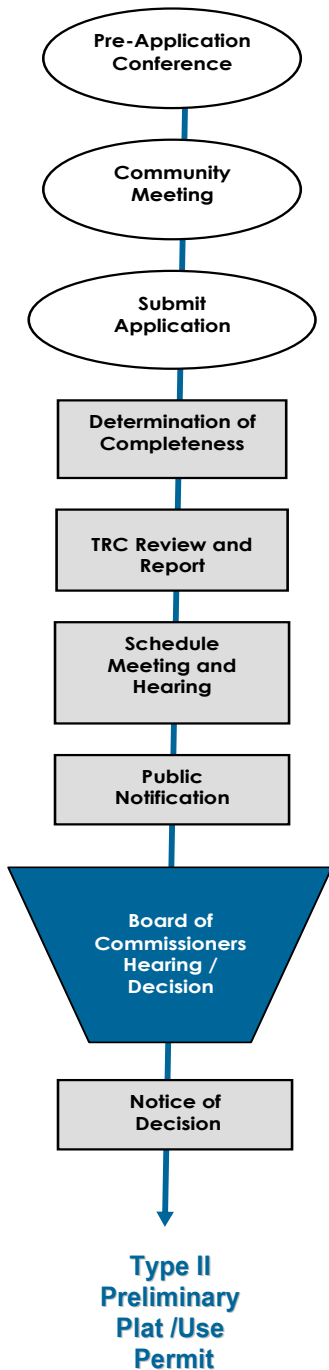 Pre-Application
Conference
Community
Meeting
Submit
Application
Determination of
Completeness
TRC Review and
Report
Schedule
Meeting and
Hearing
Public
Notification
Board of
Commissioners
Hearing /
Decision
Notice of
Decision
Type II
Preliminary
Plat /Use
Permit